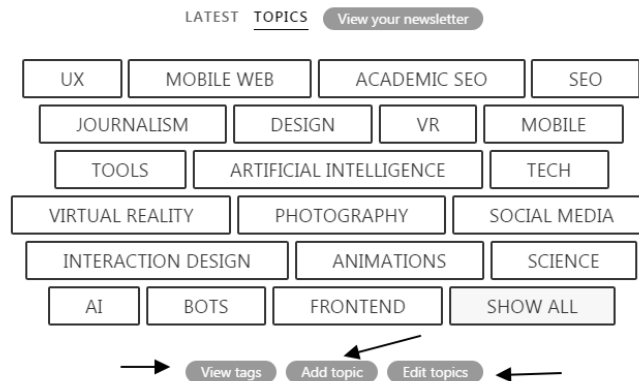 LATEST TOPICS View your newsletter
UX MOBILE WEB ACADEMIC SEO SEO
JOURNALISM DESIGN VR MOBILE
TOOLS ARTIFICIAL INTELLIGENCE TECH
VIRTUAL REALITY PHOTOGRAPHY SOCIAL MEDIA
INTERACTION DESIGN ANIMATIONS SCIENCE
AI BOTS FRONTEND SHOW ALL
View tags Add topic Edit topics